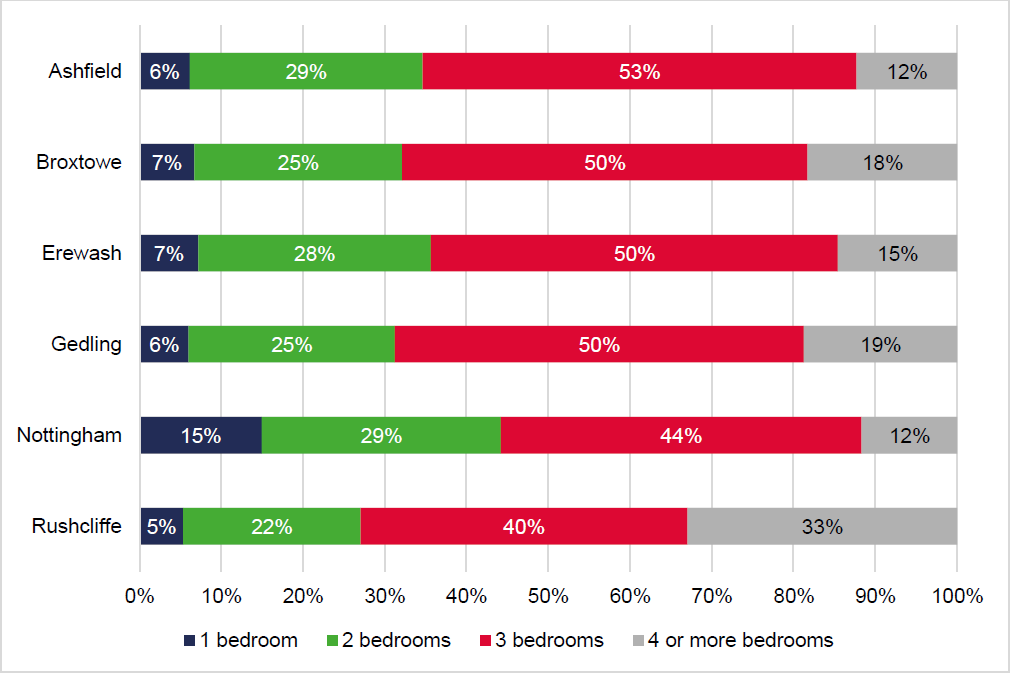 Ashfield 6% 29% 53% 12%
Broxtowe 7% 25% 50% 18%
Erewash 7% 28% 50% 15%
Gedling 6% 25% 50% 19%
Nottingham 15% 29% 44% 12%
Rushcliffe 5% 22% 40% 33%
0% 10% 20% 30% 40% 50% 60% 70% 80% 90% 100%
1 bedroom 2 bedrooms 3 bedrooms 4 or more bedrooms